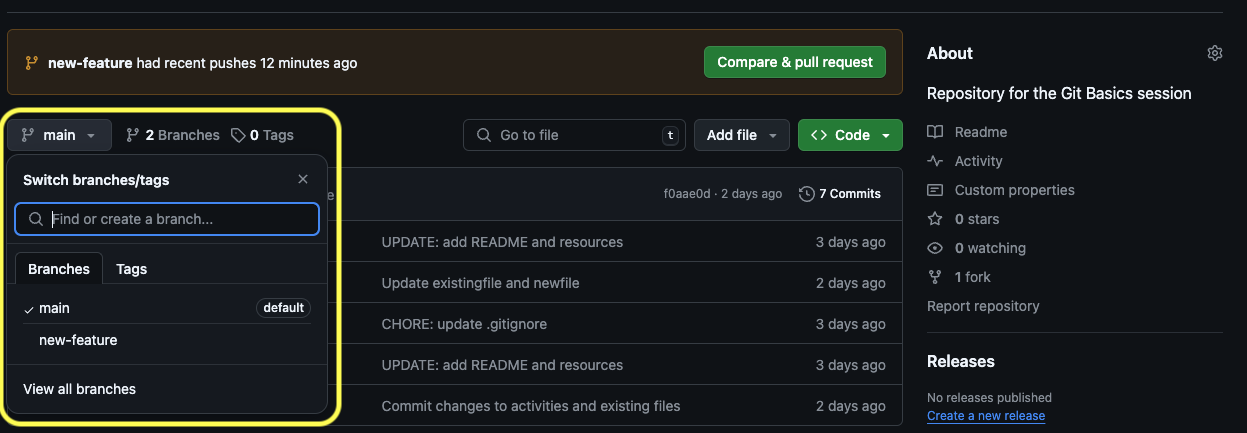 new-feature had recent pushes 12 minutes ago
Compare & pull request
main
2 Branches
0 Tags
Go to file
t
Add file
Code
Switch branches/tags
Find or create a branch...
Branches
Tags
main
default
new-feature
View all branches
f0aae0d · 2 days ago
7 Commits
UPDATE: add README and resources
3 days ago
Update existingfile and newfile
2 days ago
CHORE: update .gitignore
3 days ago
UPDATE: add README and resources
3 days ago
Commit changes to activities and existing files
2 days ago
About
Repository for the Git Basics session
Readme
Activity
Custom properties
0 stars
0 watching
1 fork
Report repository
Releases
No releases published
Create a new release